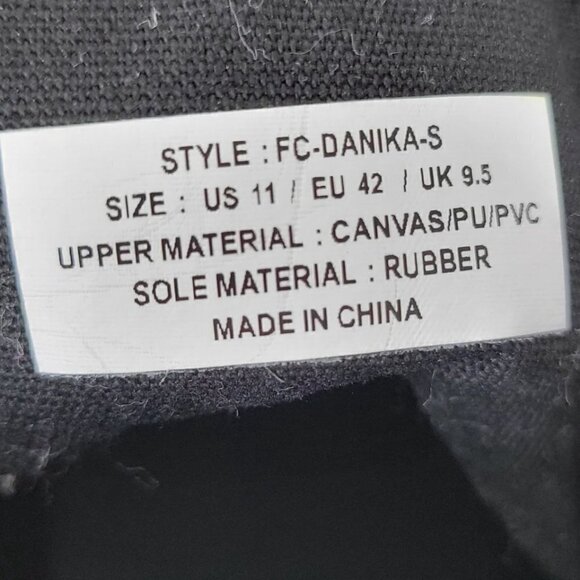 STYLE : FC-DANIKA-S
SIZE : US 11 / EU 42 / UK 9.5
UPPER MATERIAL : CANVAS/PU/PVC
SOLE MATERIAL : RUBBER
MADE IN CHINA